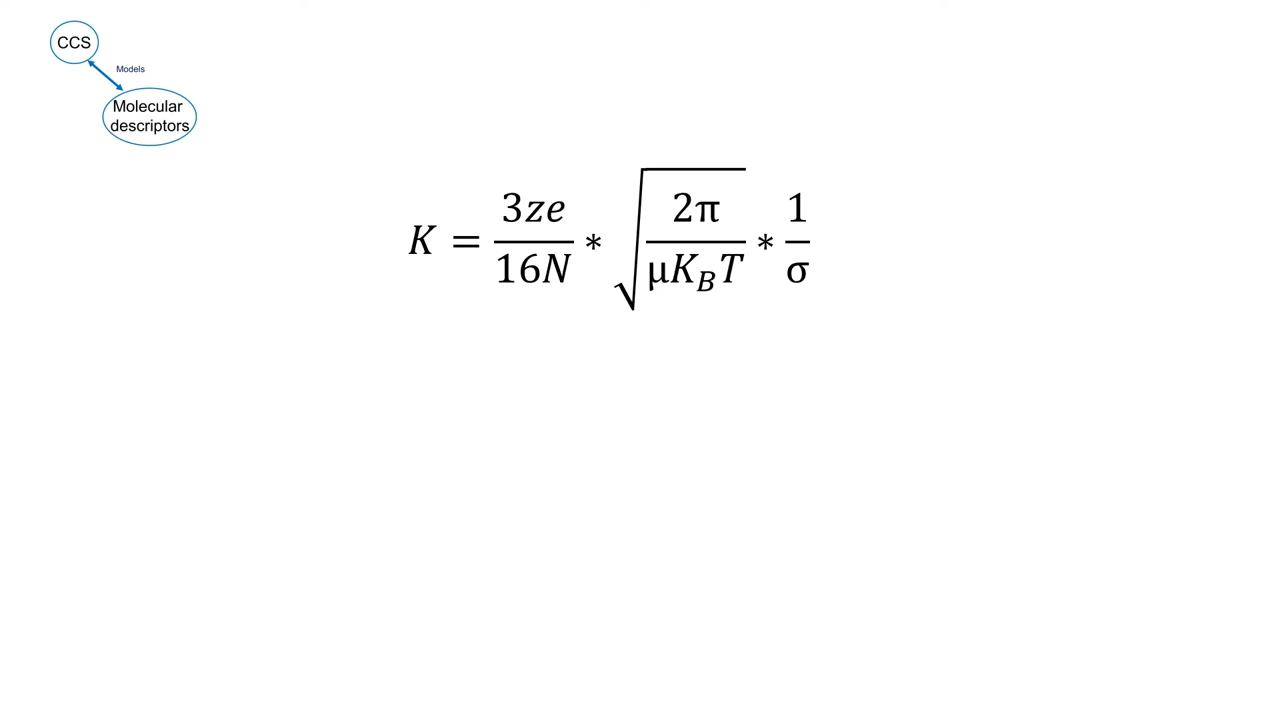 CCS
Models
Molecular
descriptors
K = 3ze/16N * √(2π/μK_BT) * 1/σ